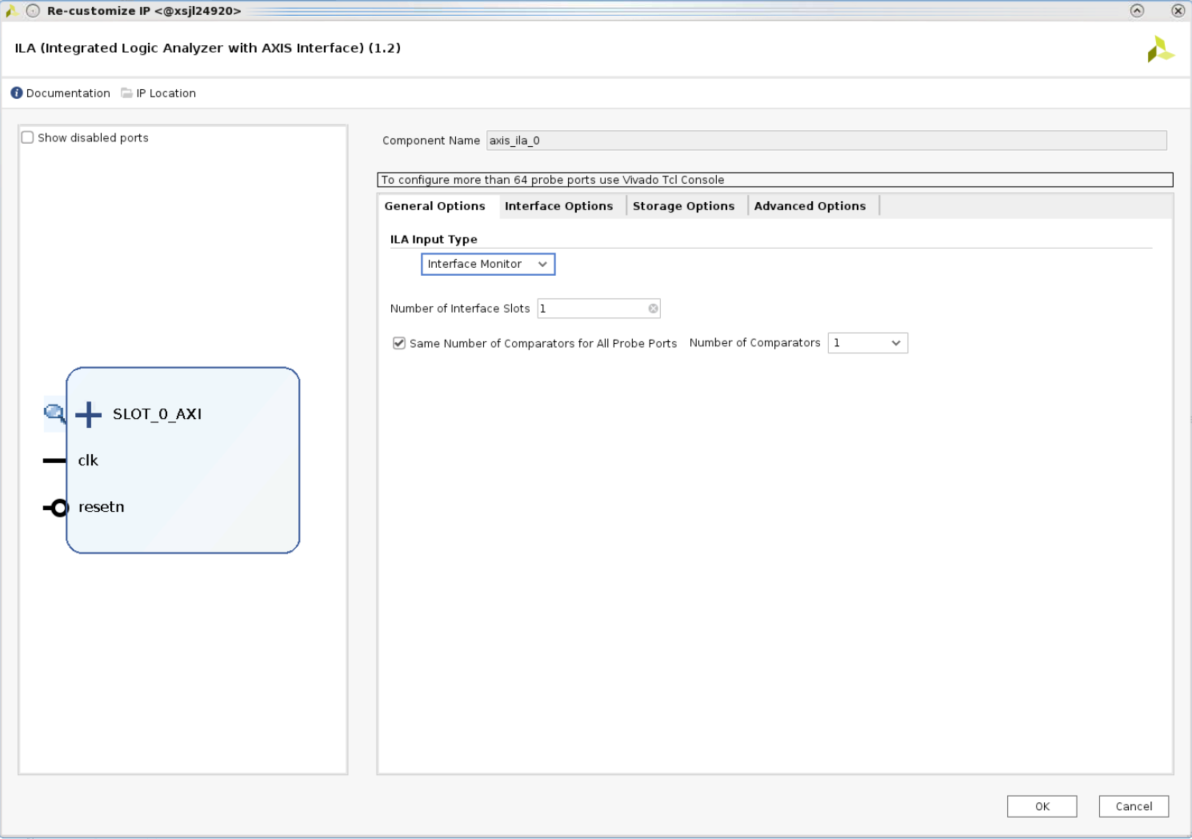 Re-customize IP <@xsjl24920>
ILA (Integrated Logic Analyzer with AXIS Interface) (1.2)
Documentation IP Location
Show disabled ports
SLOT_0_AXI
clk
resetn
Component Name axis_ila_0
To configure more than 64 probe ports use Vivado Tcl Console
General Options Interface Options Storage Options Advanced Options
ILA Input Type
Interface Monitor
Number of Interface Slots 1
Same Number of Comparators for All Probe Ports Number of Comparators 1
OK Cancel